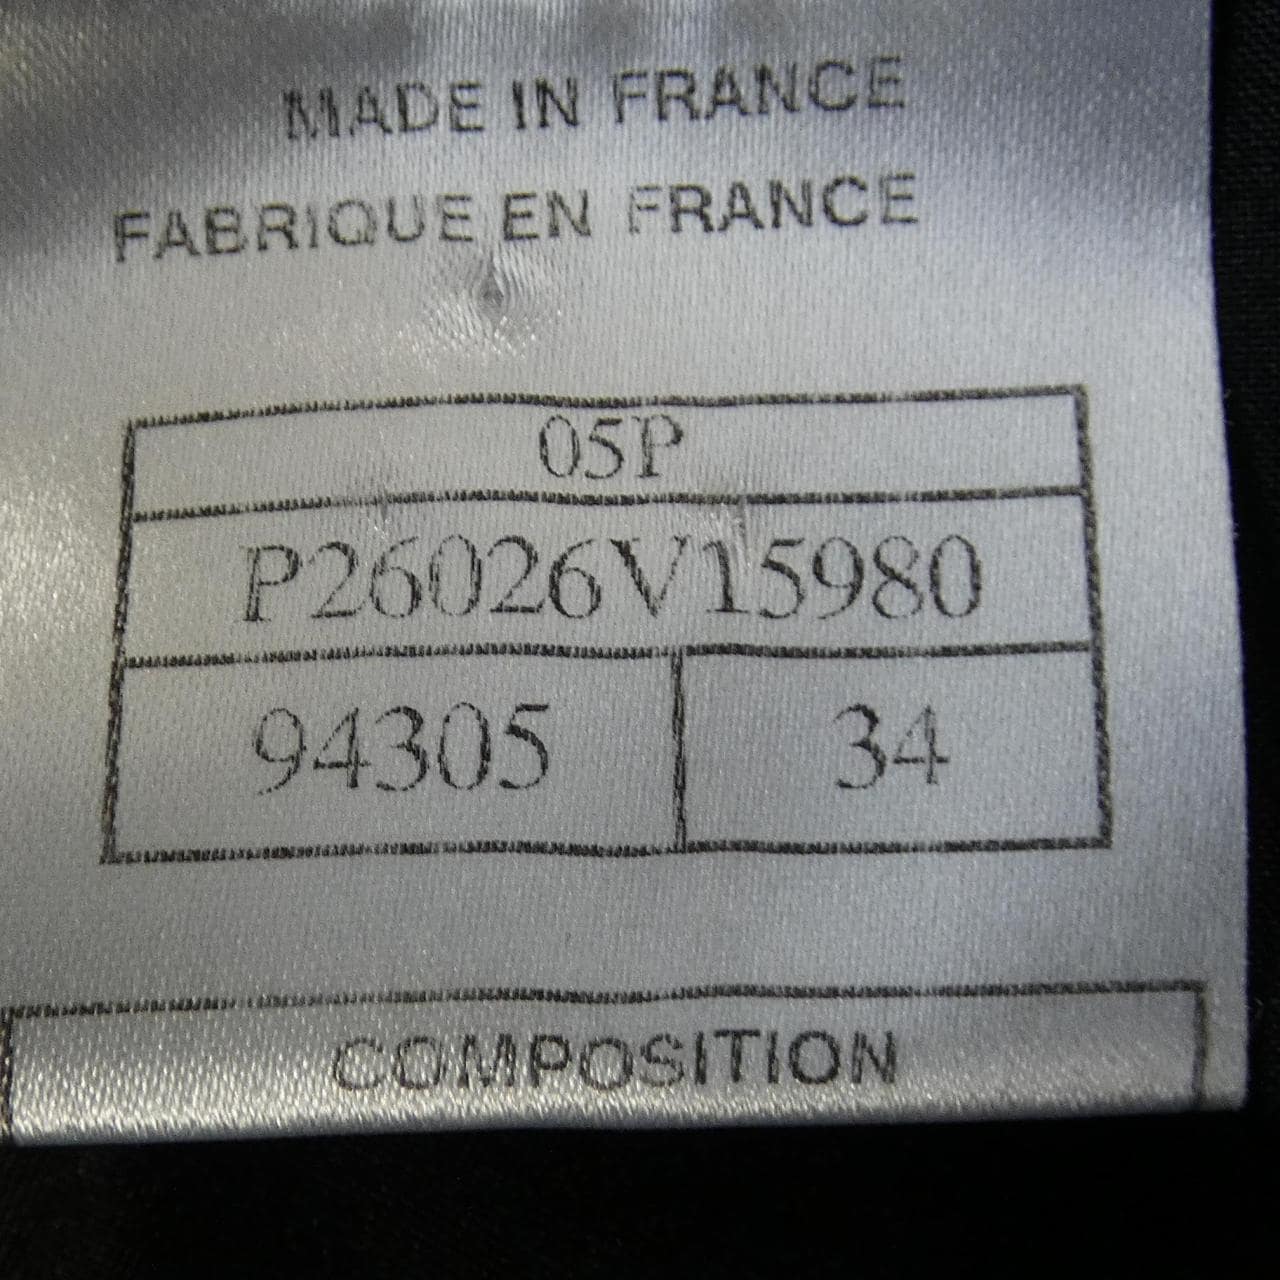 MADE IN FRANCE
FABRIQUE EN FRANCE
05P
P26026V15980
94305 34
COMPOSITION